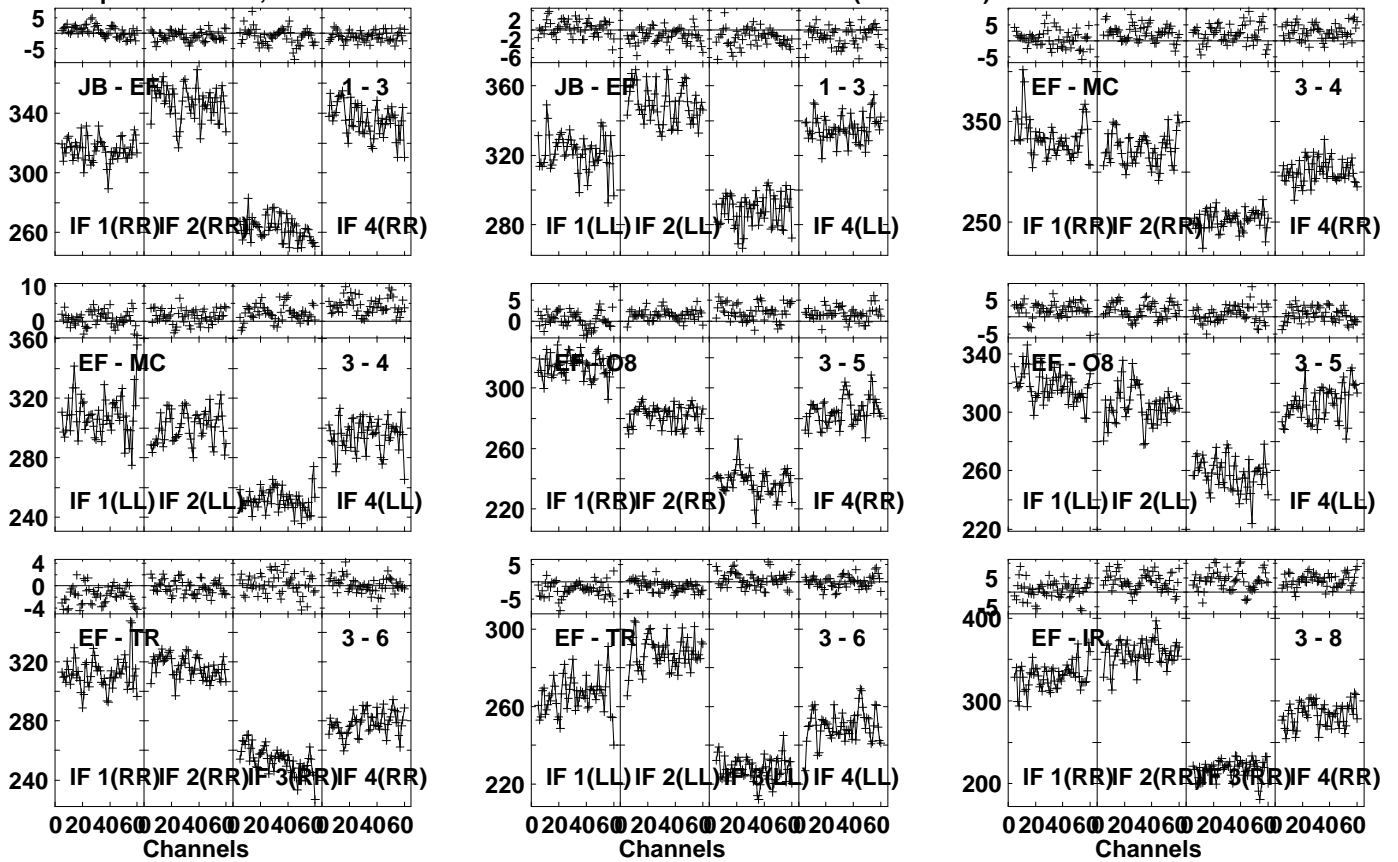 5
-5
JB - EF
1 - 3
340
300
260
IF 1(RR)
IF 2(RR)
IF 4(RR)
2
-2
-6
JB - EF
1 - 3
360
320
280
IF 1(LL)
IF 2(LL)
IF 4(LL)
5
-5
EF - MC
3 - 4
350
250
IF 1(RR)
IF 2(RR)
IF 4(RR)
10
0
360
EF - MC
3 - 4
320
280
240
IF 1(LL)
IF 2(LL)
IF 4(LL)
5
0
EF - O8
3 - 5
300
260
220
IF 1(RR)
IF 2(RR)
IF 4(RR)
5
-5
340
EF - O8
3 - 5
300
260
220
IF 1(LL)
IF 2(LL)
IF 4(LL)
4
0
-4
EF - TR
3 - 6
320
280
240
IF 1(RR)
IF 2(RR)
IF 3(RR)
IF 4(RR)
0 20 40 60 0 20 40 60 0 20 40 60 0 20 40 60
Channels
5
-5
300
EF - TR
3 - 6
260
220
IF 1(LL)
IF 2(LL)
IF 3(LL)
IF 4(LL)
0 20 40 60 0 20 40 60 0 20 40 60 0 20 40 60
Channels
5
-5
400
EF - IR
3 - 8
300
200
IF 1(RR)
IF 2(RR)
IF 3(RR)
IF 4(RR)
0 20 40 60 0 20 40 60 0 20 40 60 0 20 40 60
Channels